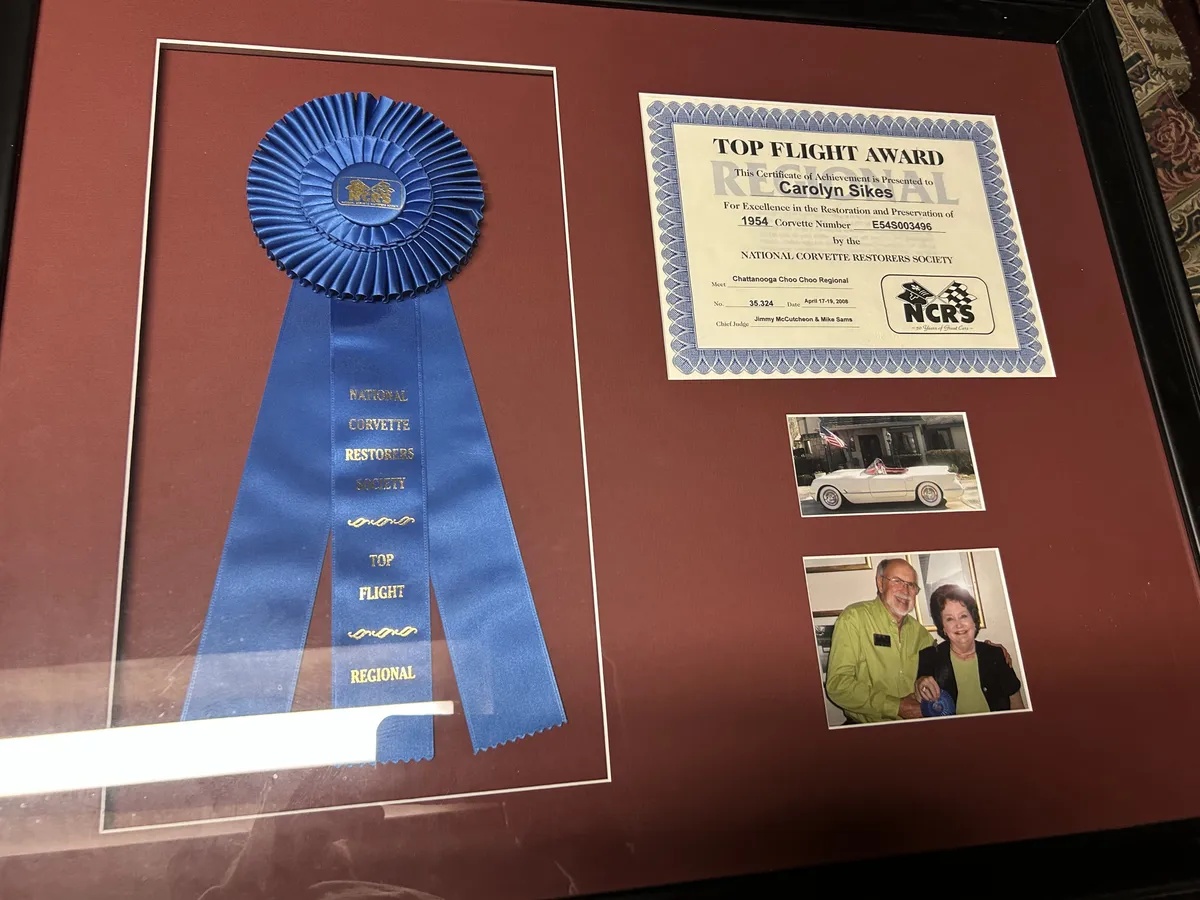 NCRS
NATIONAL
CORVETTE
RESTORERS
SOCIETY
TOP
FLIGHT
REGIONAL
TOP FLIGHT AWARD
REGIONAL
This Certificate of Achievement is Presented to
Carolyn Sikes
For Excellence in the Restoration and Preservation of
1954 Corvette Number E54S003496
by the
NATIONAL CORVETTE RESTORERS SOCIETY
Meet Chattanooga Choo Choo Regional
No. 35.324 Date April 17-19, 2008
Chief Judge Jimmy McCutcheon & Mike Sams
NCRS